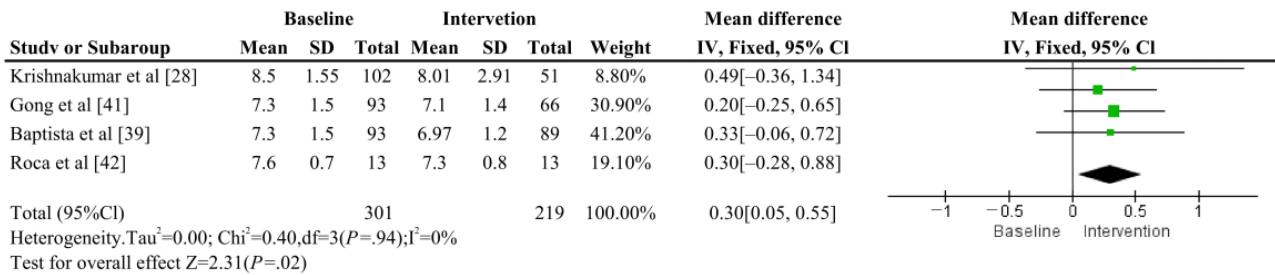 Baseline Intervetion Mean difference Mean difference
Studv or Subaroup Mean SD Total Mean SD Total Weight IV, Fixed, 95% Cl IV, Fixed, 95% Cl
Krishnakumar et al [28] 8.5 1.55 102 8.01 2.91 51 8.80% 0.49[–0.36, 1.34]
Gong et al [41] 7.3 1.5 93 7.1 1.4 66 30.90% 0.20[–0.25, 0.65]
Baptista et al [39] 7.3 1.5 93 6.97 1.2 89 41.20% 0.33[–0.06, 0.72]
Roca et al [42] 7.6 0.7 13 7.3 0.8 13 19.10% 0.30[–0.28, 0.88]
Total (95%Cl) 301 219 100.00% 0.30[0.05, 0.55]
−1 −0.5 0 0.5 1
Baseline Intervention
Heterogeneity.Tau²=0.00; Chi²=0.40,df=3(P=.94);I²=0%
Test for overall effect Z=2.31(P=.02)